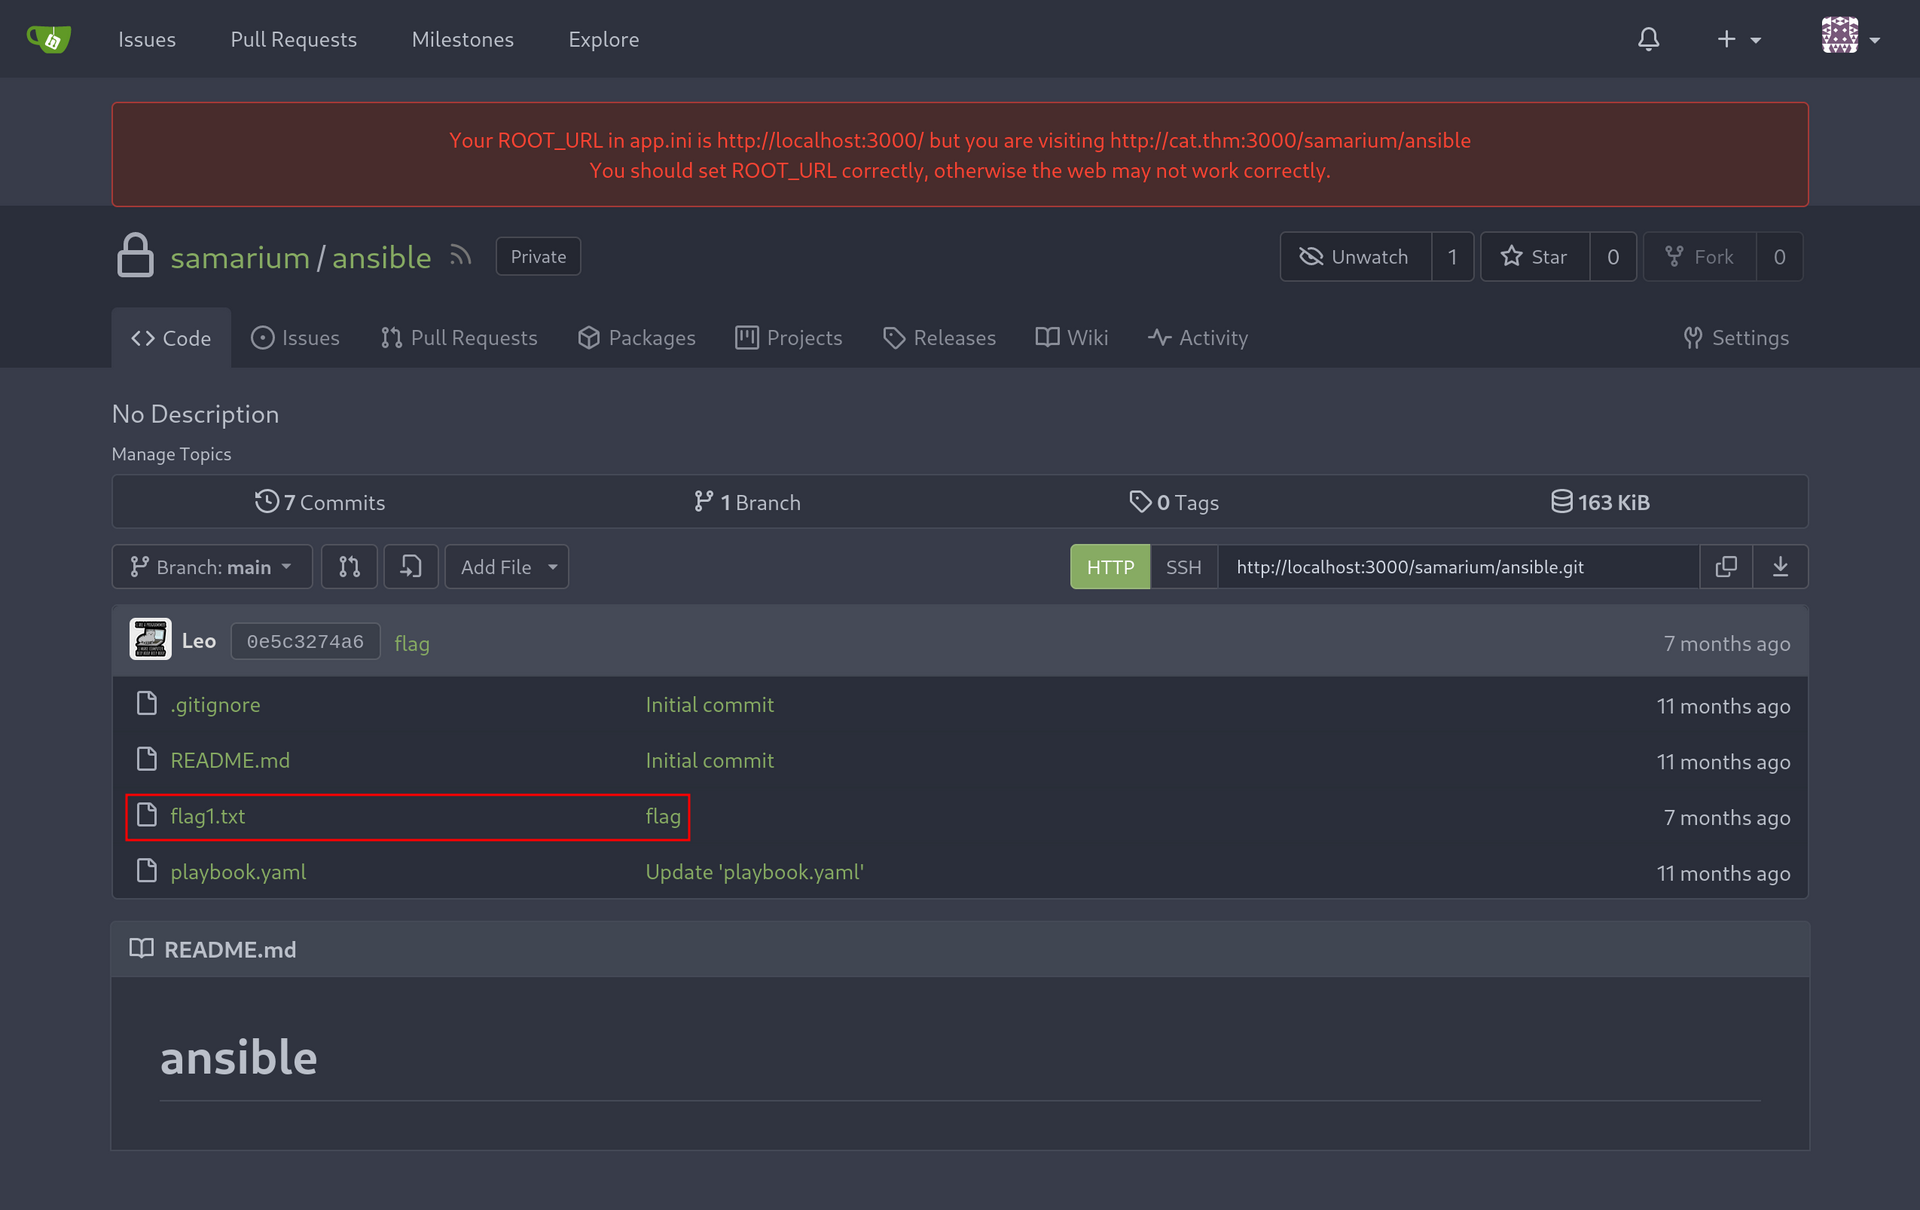 Issues Pull Requests Milestones Explore
Your ROOT_URL in app.ini is http://localhost:3000/ but you are visiting http://cat.thm:3000/samarium/ansible
You should set ROOT_URL correctly, otherwise the web may not work correctly.
samarium / ansible Private Unwatch 1 Star 0 Fork 0
Code Issues Pull Requests Packages Projects Releases Wiki Activity Settings
No Description
Manage Topics
7 Commits 1 Branch 0 Tags 163 KiB
Branch: main Add File HTTP SSH http://localhost:3000/samarium/ansible.git
Leo 0e5c3274a6 flag 7 months ago
.gitignore Initial commit 11 months ago
README.md Initial commit 11 months ago
flag1.txt flag 7 months ago
playbook.yaml Update 'playbook.yaml' 11 months ago
README.md
ansible